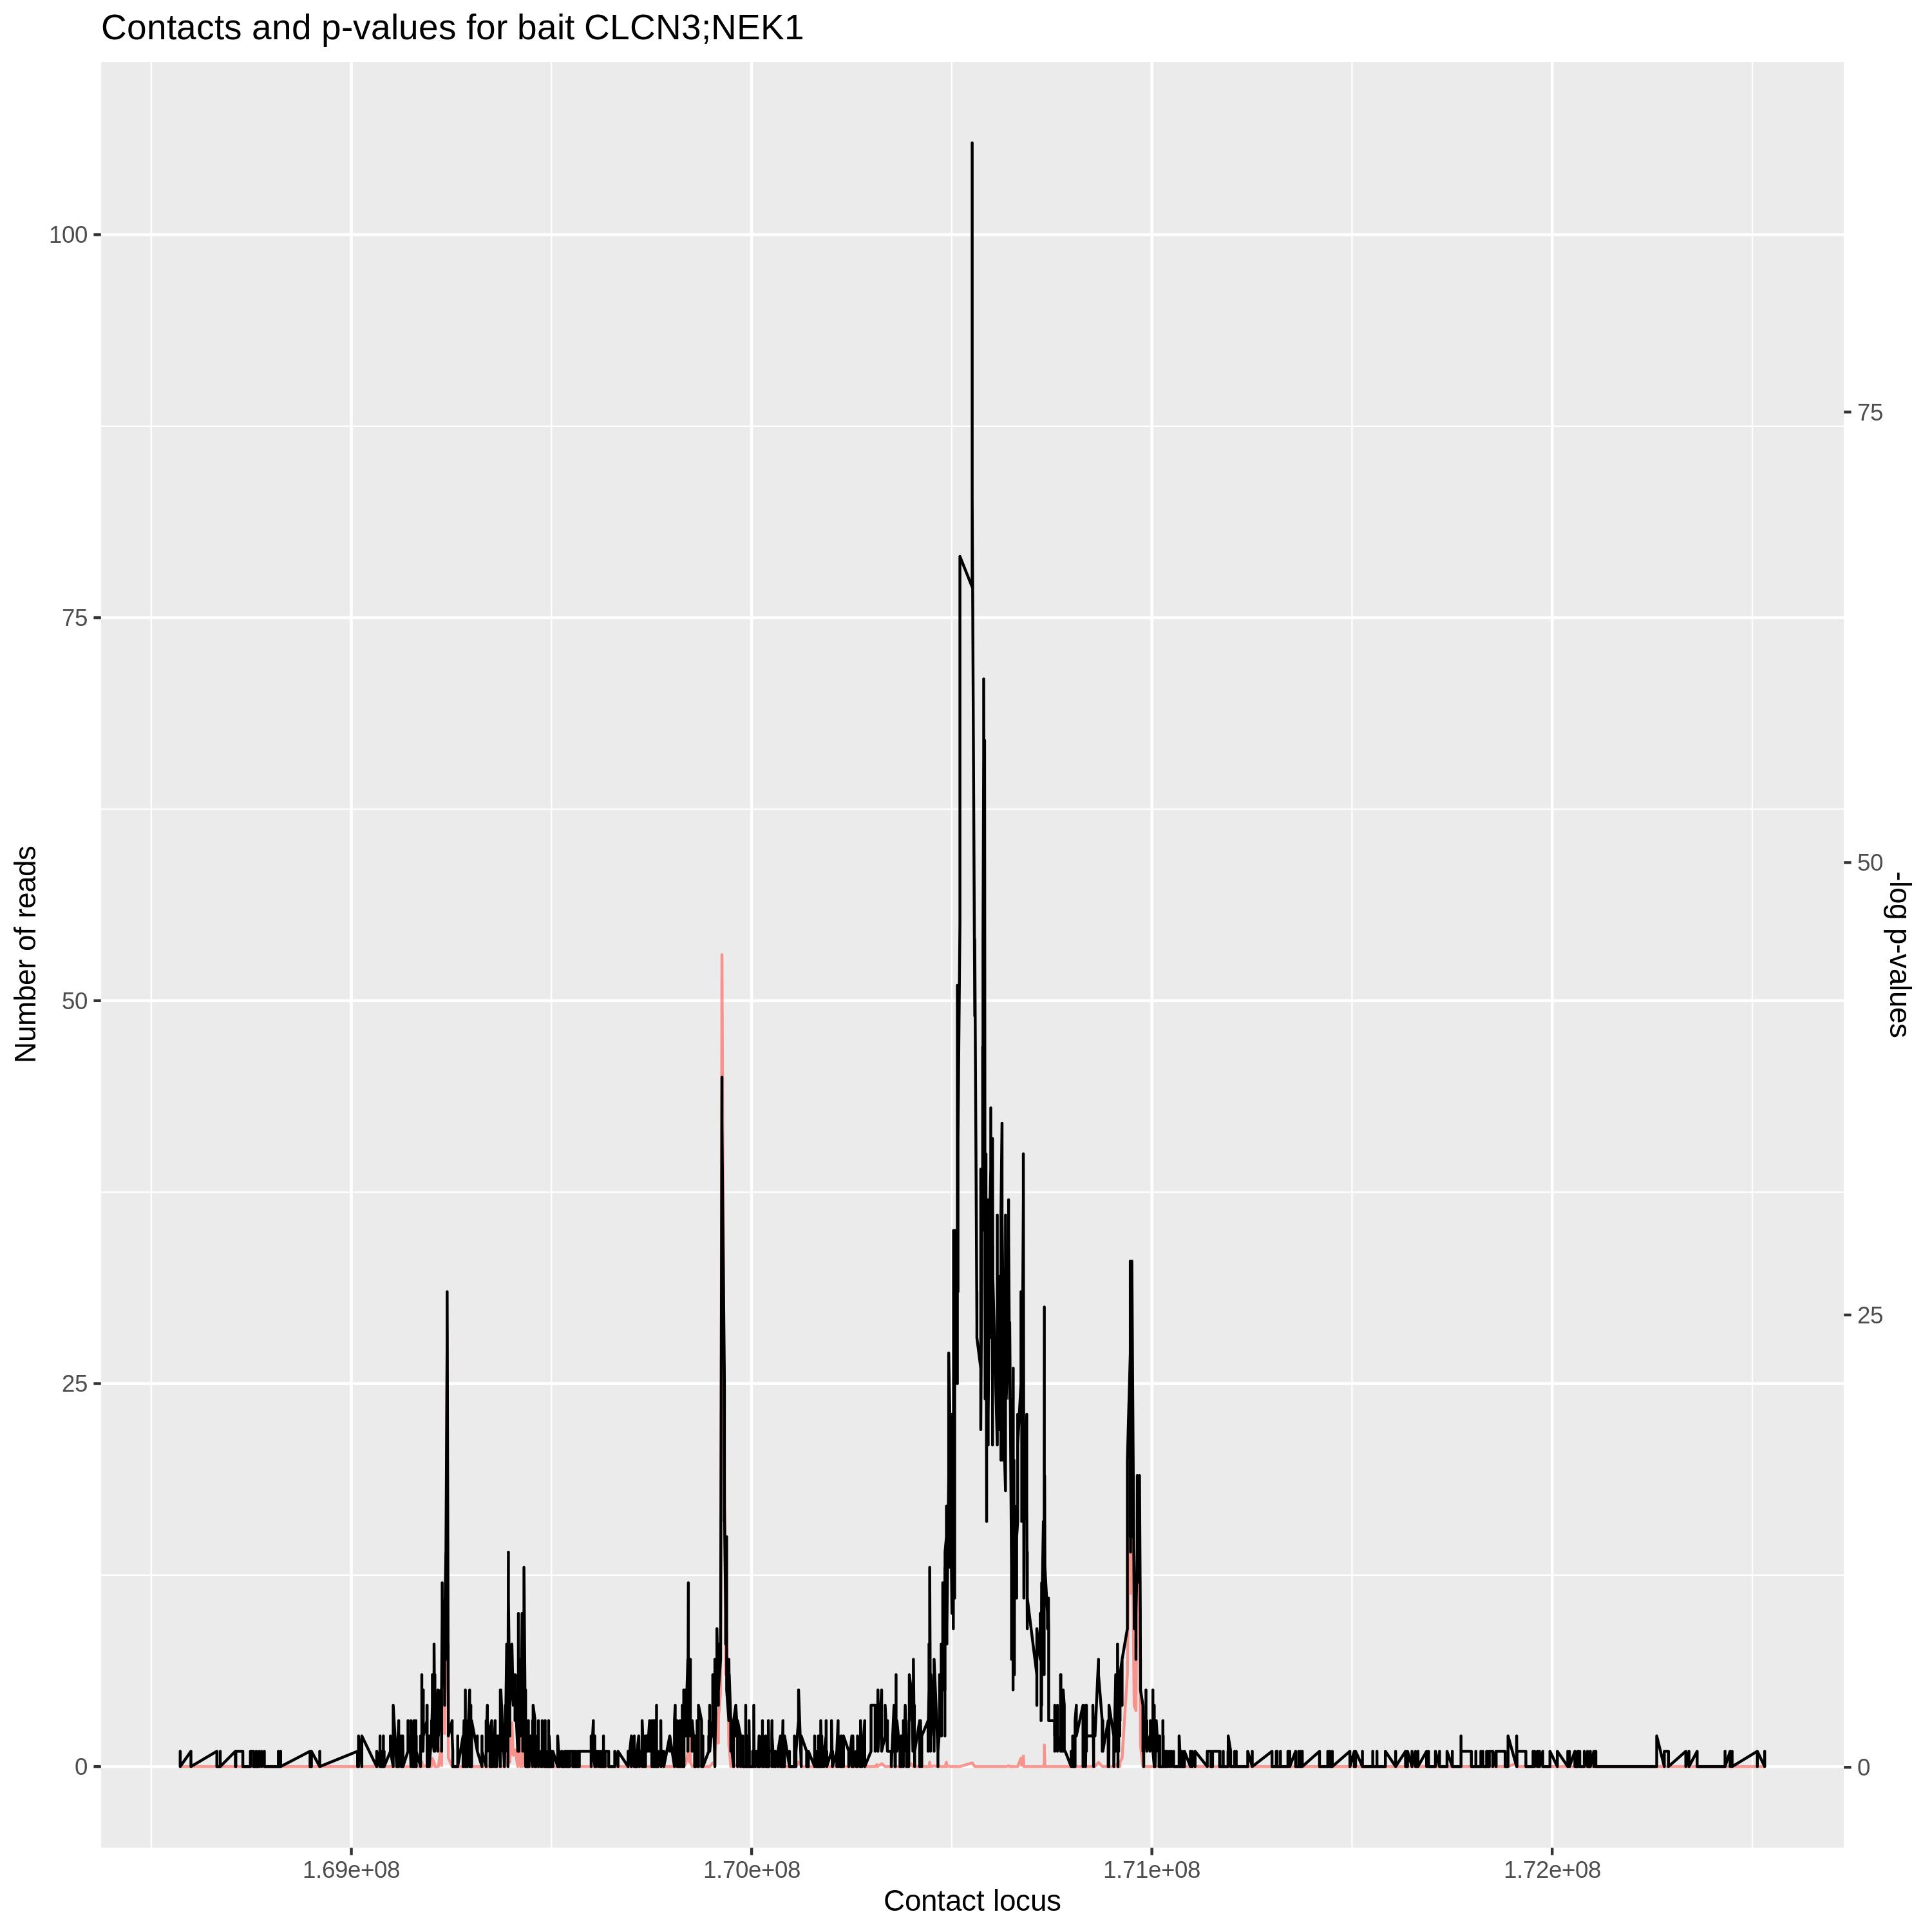 Contacts and p-values for bait CLCN3;NEK1
100
75
50
25
0
Number of reads
75
50
25
0
-log p-values
1.69e+08
1.70e+08
1.71e+08
1.72e+08
Contact locus